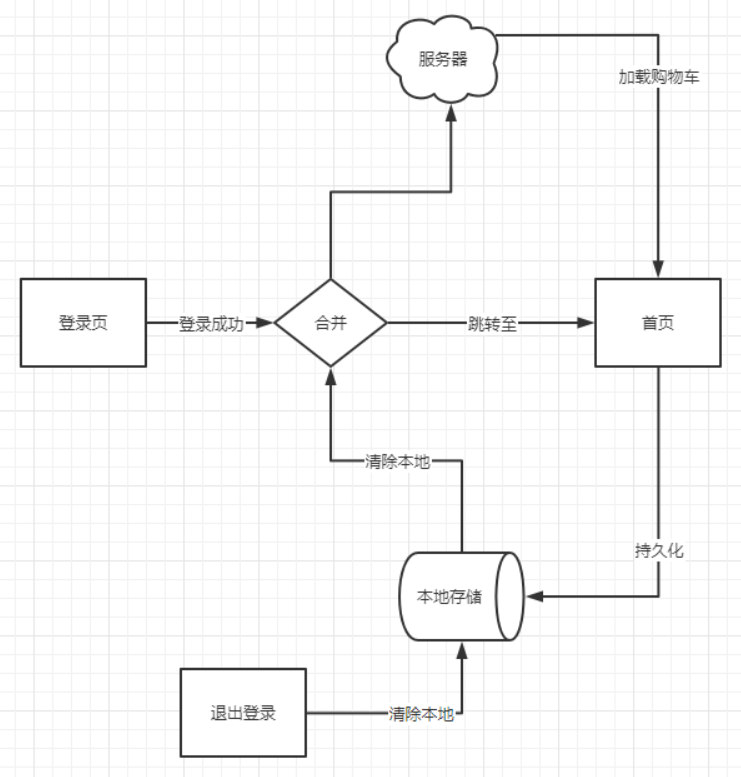 服务器
加载购物车
登录页
登录成功
合并
跳转至
首页
清除本地
持久化
本地存储
退出登录
清除本地